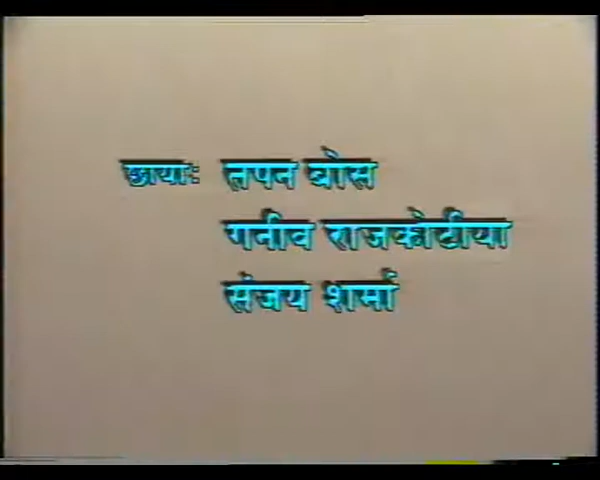 छायाः तपन बोस
गनीव राजकोटीया
संजय शर्मा